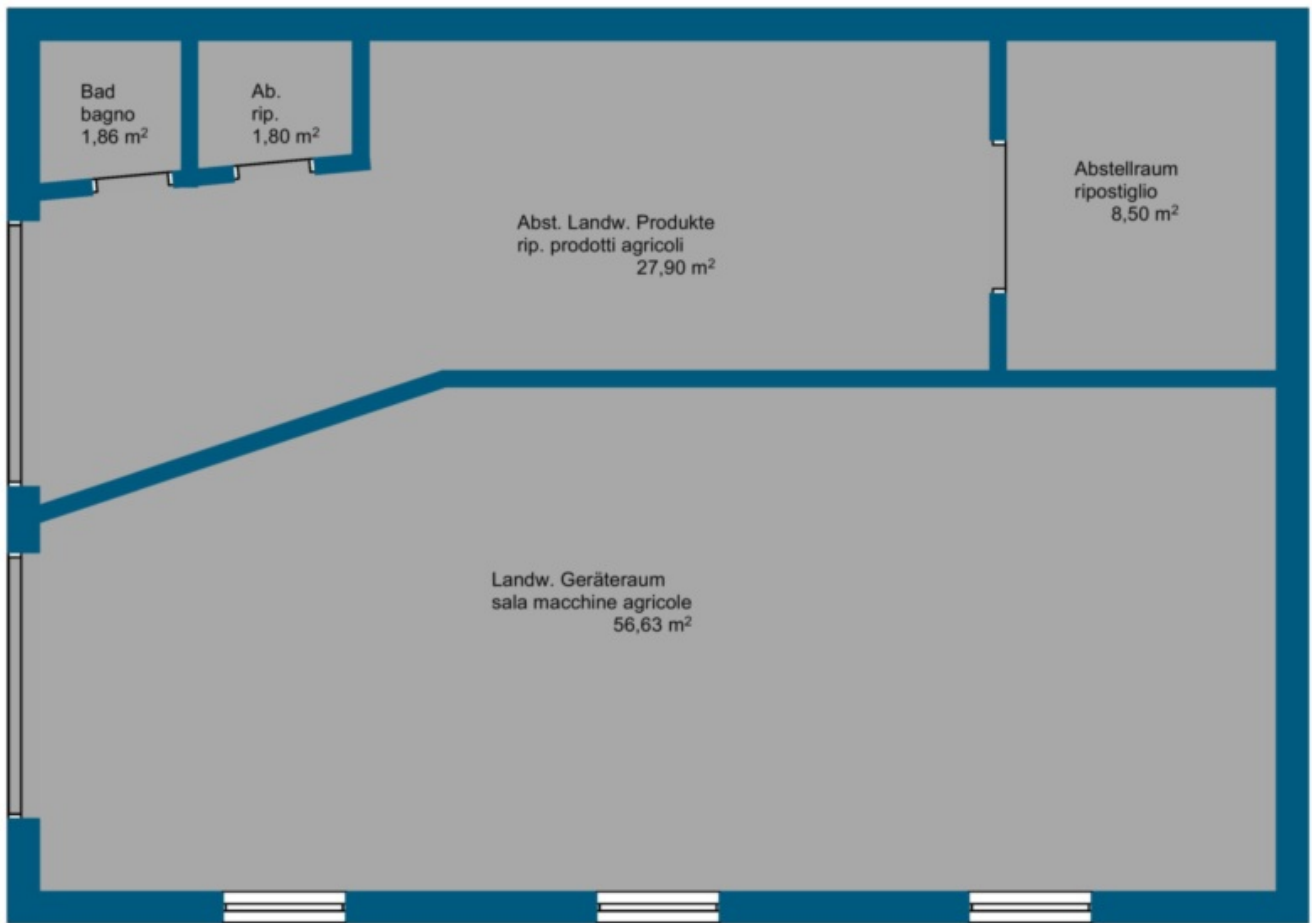 Bad
bagno
1,86 m²
Ab.
rip.
1,80 m²
Abstellraum
ripostiglio
8,50 m²
Abst. Landw. Produkte
rip. prodotti agricoli
27,90 m²
Landw. Geräteraum
sala macchine agricole
56,63 m²